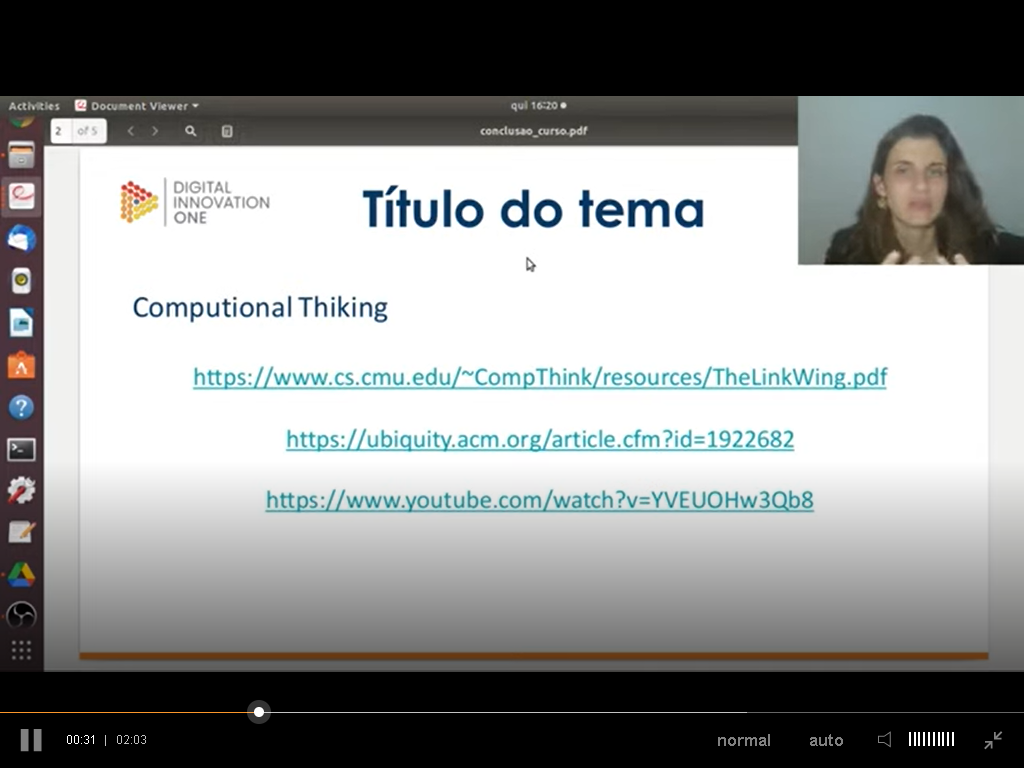 Activities Document Viewer qui 16:20
2 of 5 conclusao_curso.pdf
DIGITAL
INNOVATION
ONE
Título do tema
Computional Thiking
https://www.cs.cmu.edu/~CompThink/resources/TheLinkWing.pdf
https://ubiquity.acm.org/article.cfm?id=1922682
https://www.youtube.com/watch?v=YVEUOHw3Qb8
00:31 | 02:03 normal auto